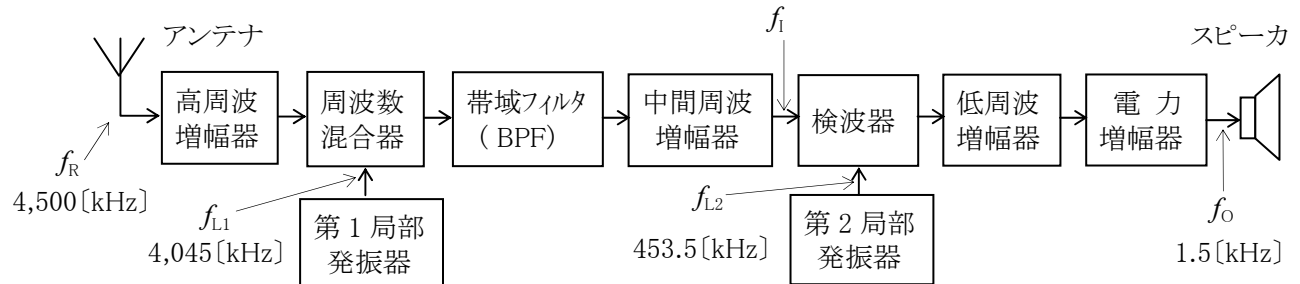 アンテナ
f_I
スピーカ
高周波
増幅器
周波数
混合器
帯域フィルタ
( BPF)
中間周波
増幅器
検波器
低周波
増幅器
電 力
増幅器
f_R
4,500〔kHz〕
f_L1
4,045〔kHz〕
第 1 局部
発振器
f_L2
453.5〔kHz〕
第 2 局部
発振器
f_O
1.5〔kHz〕